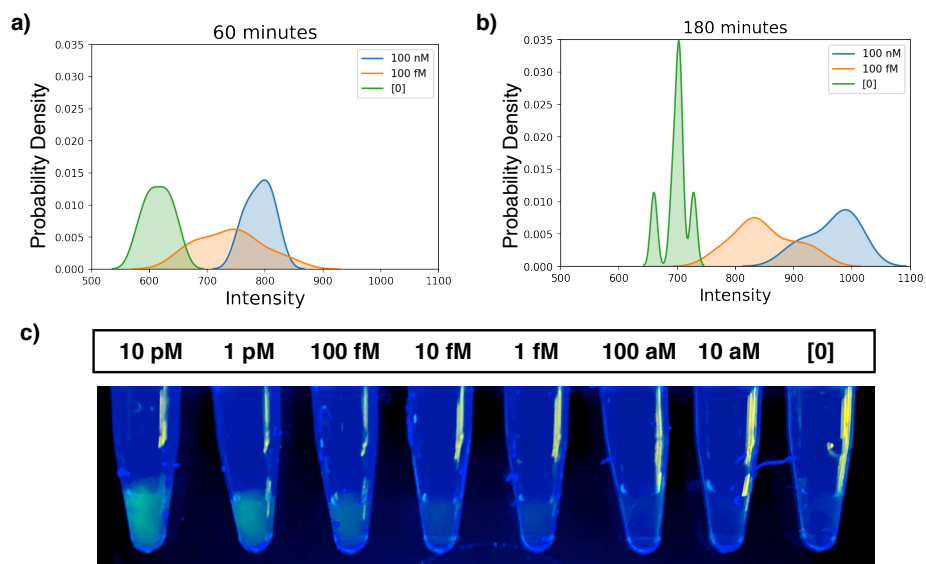 a)
60 minutes
Probability Density
0.035
0.030
0.025
0.020
0.015
0.010
0.005
0.000
500 600 700 800 900 1000 1100
Intensity
100 nM
100 fM
[0]
b)
180 minutes
Probability Density
0.035
0.030
0.025
0.020
0.015
0.010
0.005
0.000
500 600 700 800 900 1000 1100
Intensity
100 nM
100 fM
[0]
c)
10 pM 1 pM 100 fM 10 fM 1 fM 100 aM 10 aM [0]